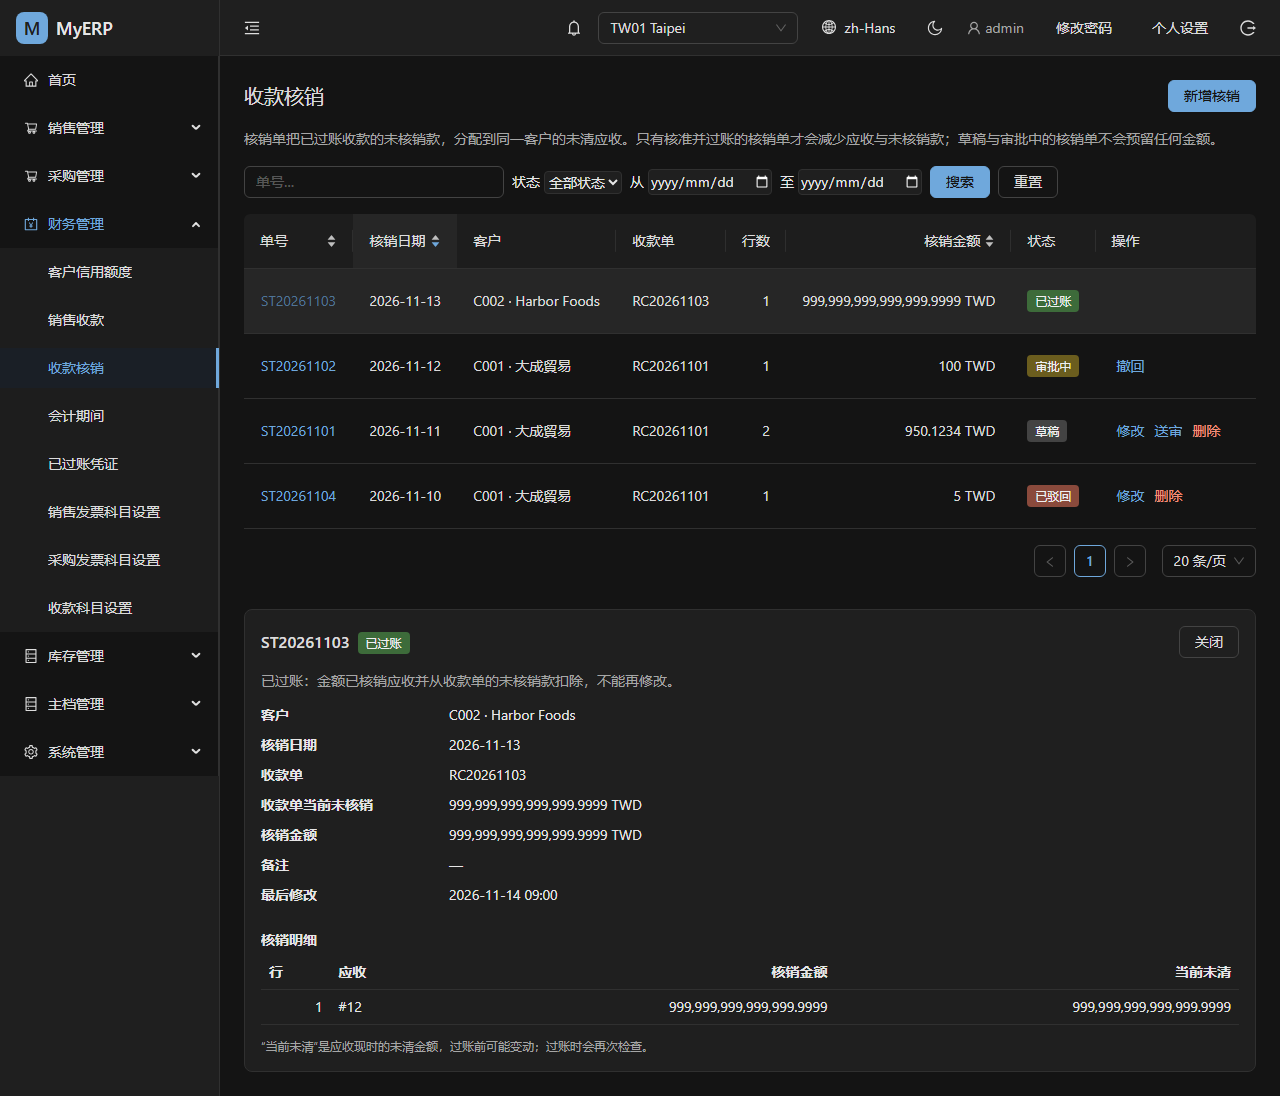 M MyERP
TW01 Taipei
zh-Hans
admin
修改密码
个人设置
首页
销售管理
采购管理
财务管理
客户信用额度
销售收款
收款核销
会计期间
已过账凭证
销售发票科目设置
采购发票科目设置
收款科目设置
库存管理
主档管理
系统管理
收款核销
新增核销
核销单把已过账收款的未核销款，分配到同一客户的未清应收。只有核准并过账的核销单才会减少应收与未核销款；草稿与审批中的核销单不会预留任何金额。
单号... 状态 全部状态 从 yyyy/mm/dd 至 yyyy/mm/dd 搜索 重置
单号 核销日期 客户 收款单 行数 核销金额 状态 操作
ST20261103 2026-11-13 C002 · Harbor Foods RC20261103 1 999,999,999,999,999.9999 TWD 已过账
ST20261102 2026-11-12 C001 · 大成貿易 RC20261101 1 100 TWD 审批中 撤回
ST20261101 2026-11-11 C001 · 大成貿易 RC20261101 2 950.1234 TWD 草稿 修改 送审 删除
ST20261104 2026-11-10 C001 · 大成貿易 RC20261101 1 5 TWD 已驳回 修改 删除
< 1 > 20 条/页
ST20261103 已过账 关闭
已过账：金额已核销应收并从收款单的未核销款扣除，不能再修改。
客户 C002 · Harbor Foods
核销日期 2026-11-13
收款单 RC20261103
收款单当前未核销 999,999,999,999,999.9999 TWD
核销金额 999,999,999,999,999.9999 TWD
备注 —
最后修改 2026-11-14 09:00
核销明细
行 应收 核销金额 当前未清
1 #12 999,999,999,999,999.9999 999,999,999,999,999.9999
“当前未清”是应收现时的未清金额，过账前可能变动；过账时会再次检查。